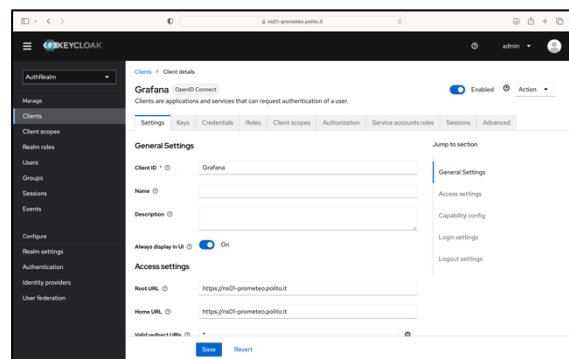 ns01-prometeo.polito.it
KEYCLOAK
admin
AuthRealm
Manage
Clients
Client scopes
Realm roles
Users
Groups
Sessions
Events
Configure
Realm settings
Authentication
Identity providers
User federation
Clients > Client details
Grafana OpenID Connect
Enabled
Action
Clients are applications and services that can request authentication of a user.
Settings Keys Credentials Roles Client scopes Authorization Service accounts roles Sessions Advanced
General Settings
Client ID *
Grafana
Name
Description
Always display in UI
On
Access settings
Root URL
https://ns01-prometeo.polito.it
Home URL
https://ns01-prometeo.polito.it
Valid redirect URIs
*
Save Revert
Jump to section
General Settings
Access settings
Capability config
Login settings
Logout settings